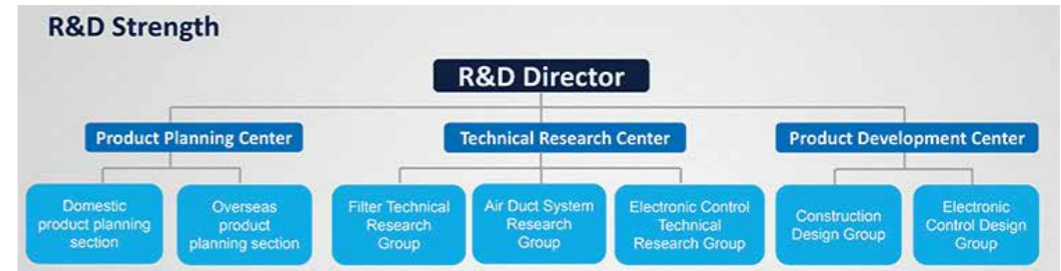 R&D Strength
R&D Director
Product Planning Center
Technical Research Center
Product Development Center
Domestic
product planning
section
Overseas
product
planning section
Filter Technical
Research
Group
Air Duct System
Research
Group
Electronic Control
Technical
Research Group
Construction
Design Group
Electronic
Control Design
Group